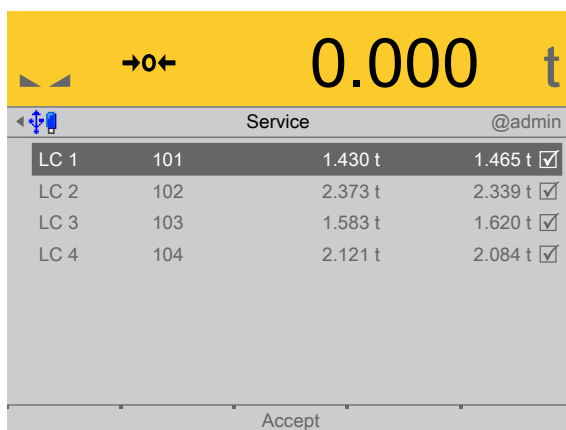 →0← 0.000 t
Service @admin
LC 1 101 1.430 t 1.465 t ☑
LC 2 102 2.373 t 2.339 t ☑
LC 3 103 1.583 t 1.620 t ☑
LC 4 104 2.121 t 2.084 t ☑
Accept